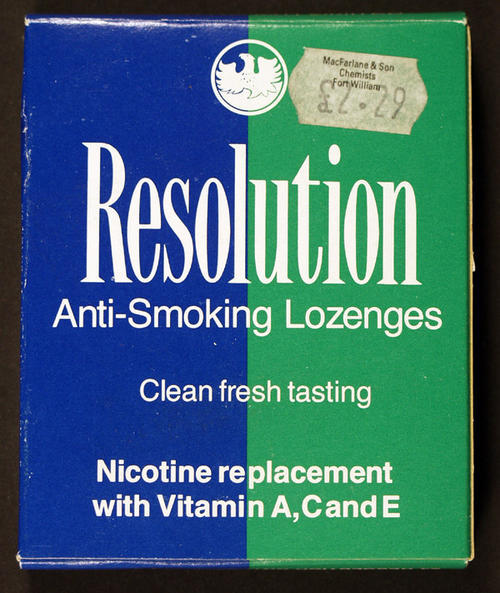 MacFarlane & Son
Chemists
Fort William
£2.29
Resolution
Anti-Smoking Lozenges
Clean fresh tasting
Nicotine replacement
with Vitamin A, C and E